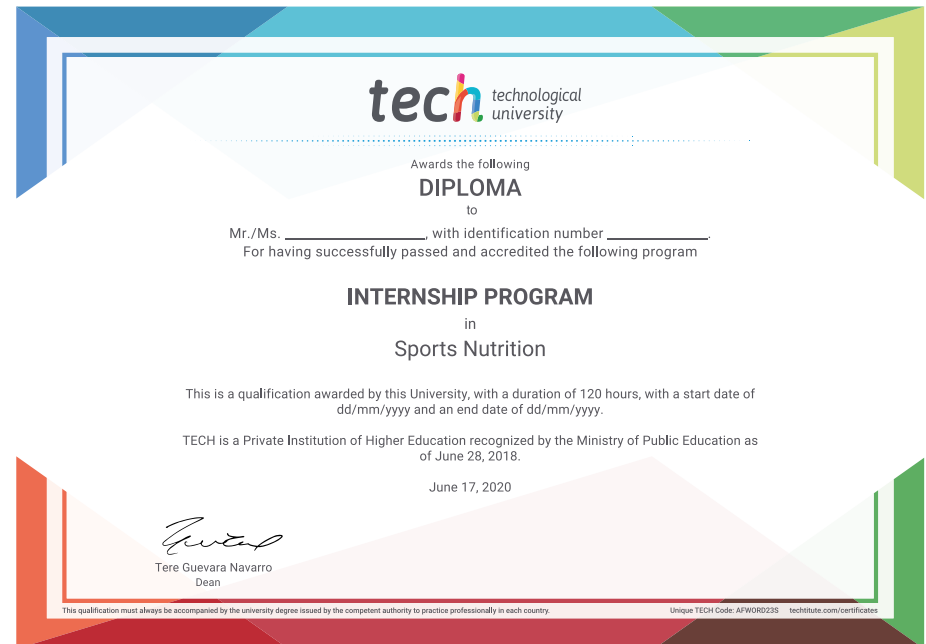 tech technological
university
Awards the following
DIPLOMA
to
Mr./Ms. ____________________, with identification number ______________.
For having successfully passed and accredited the following program
INTERNSHIP PROGRAM
in
Sports Nutrition
This is a qualification awarded by this University, with a duration of 120 hours, with a start date of
dd/mm/yyyy and an end date of dd/mm/yyyy.
TECH is a Private Institution of Higher Education recognized by the Ministry of Public Education as
of June 28, 2018.
June 17, 2020
Tere Guevara Navarro
Dean
This qualification must always be accompanied by the university degree issued by the competent authority to practice professionally in each country. Unique TECH Code: AFWORD23S techtitute.com/certificates